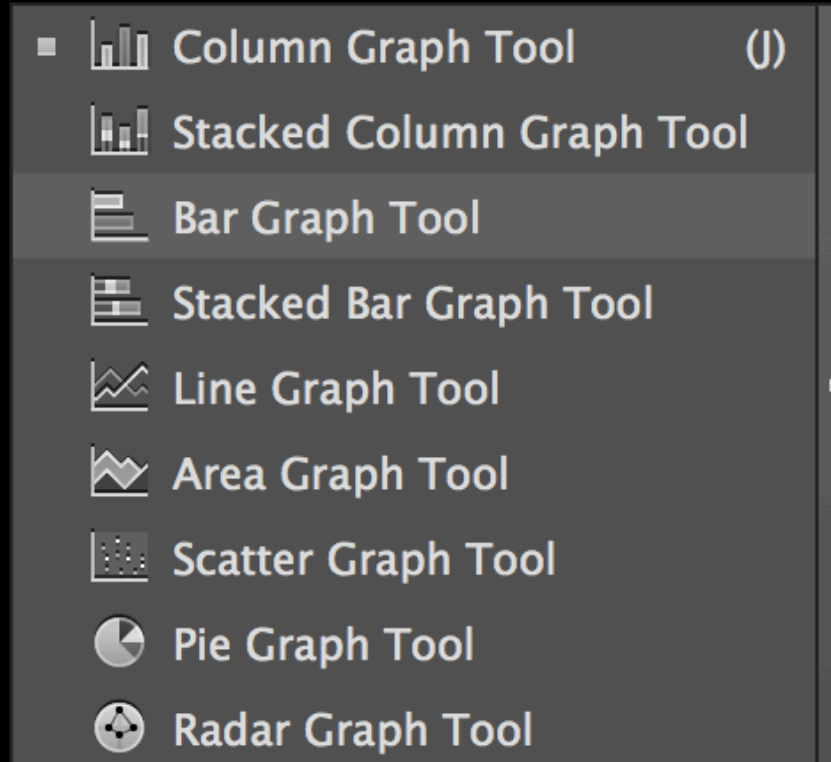 Column Graph Tool (J)
Stacked Column Graph Tool
Bar Graph Tool
Stacked Bar Graph Tool
Line Graph Tool
Area Graph Tool
Scatter Graph Tool
Pie Graph Tool
Radar Graph Tool